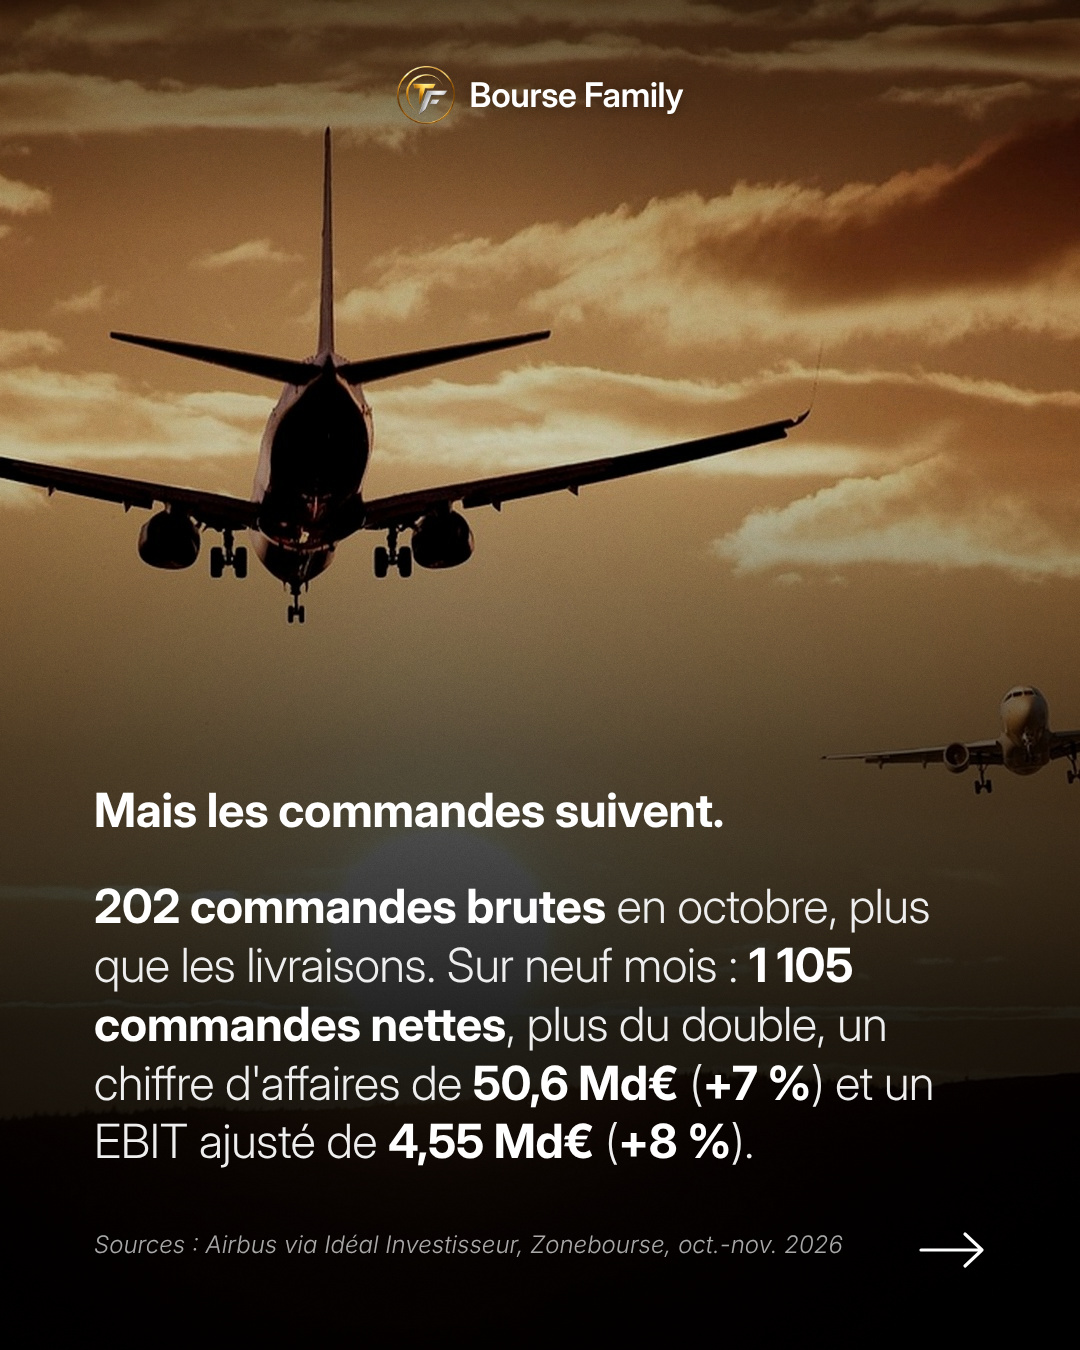 TF
Bourse Family
Mais les commandes suivent.
202 commandes brutes en octobre, plus
que les livraisons. Sur neuf mois : 1 105
commandes nettes, plus du double, un
chiffre d'affaires de 50,6 Md€ (+7 %) et un
EBIT ajusté de 4,55 Md€ (+8 %).
Sources : Airbus via Idéal Investisseur, Zonebourse, oct.-nov. 2026